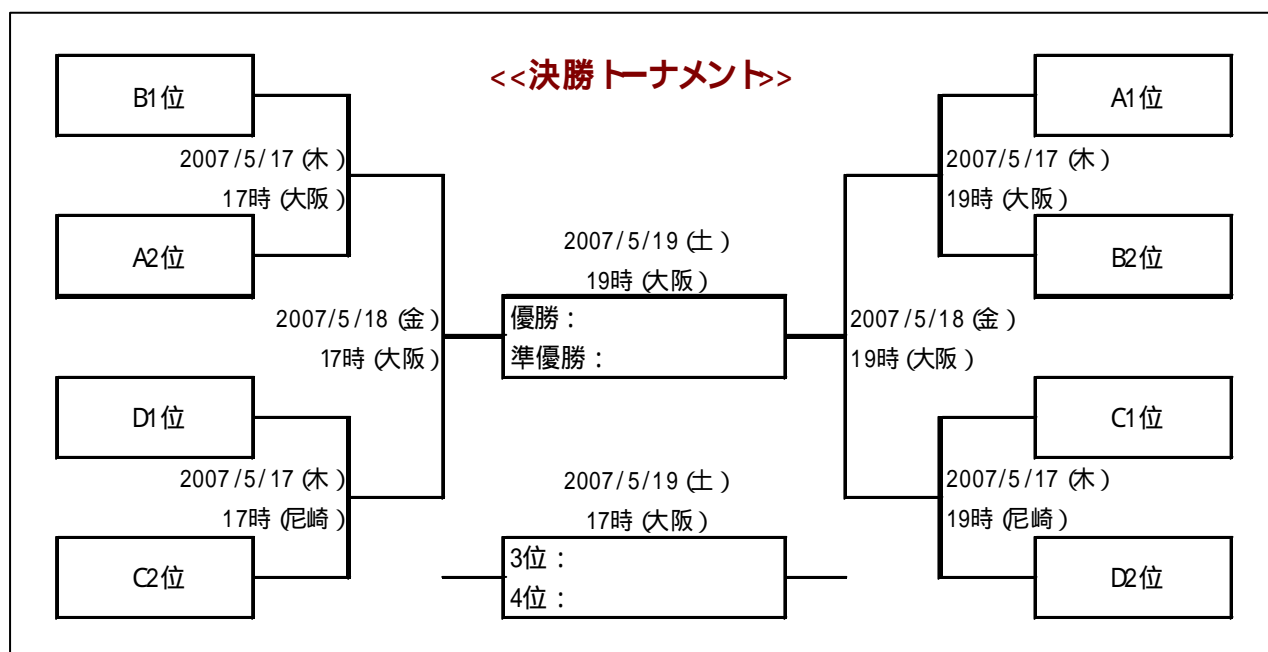 <<決勝トーナメント>>
B1位
2007/5/17 (木)
17時 (大阪)
A2位
2007/5/18 (金)
17時 (大阪)
D1位
2007/5/17 (木)
17時 (尼崎)
C2位
2007/5/19 (土)
19時 (大阪)
優勝：
準優勝：
2007/5/19 (土)
17時 (大阪)
3位：
4位：
A1位
2007/5/17 (木)
19時 (大阪)
B2位
2007/5/18 (金)
19時 (大阪)
C1位
2007/5/17 (木)
19時 (尼崎)
D2位